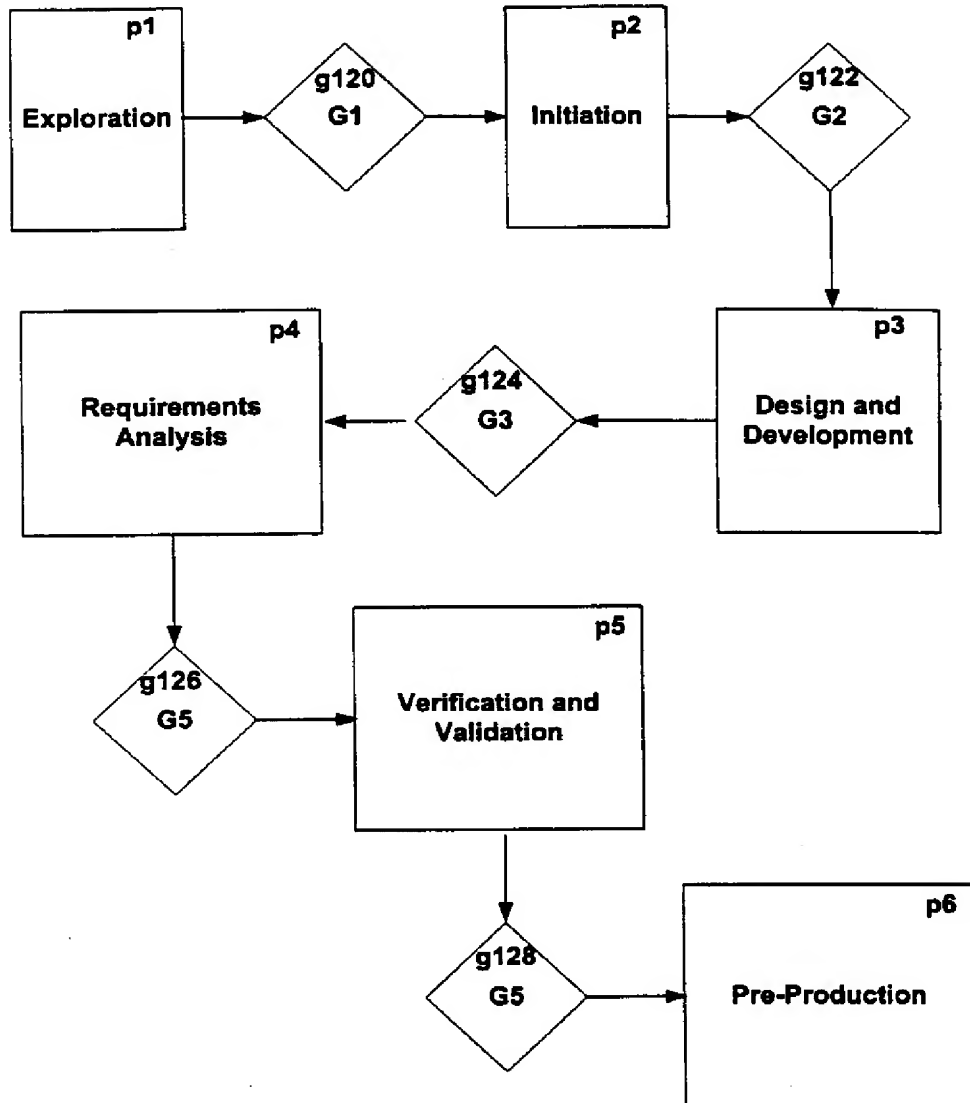 p1
Exploration
g120
G1
p2
Initiation
g122
G2
p3
Design and
Development
g124
G3
p4
Requirements
Analysis
g126
G5
p5
Verification and
Validation
g128
G5
p6
Pre-Production